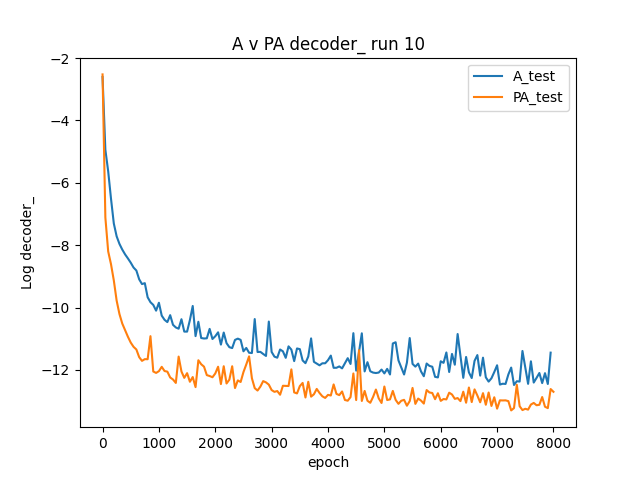 A v PA decoder_ run 10
A_test
PA_test
−2
−4
−6
−8
−10
−12
Log decoder_
0 1000 2000 3000 4000 5000 6000 7000 8000
epoch